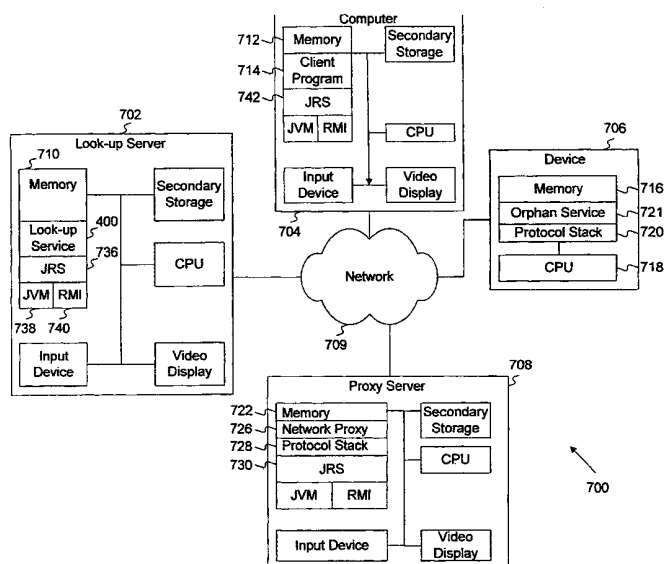 Computer
712
Memory
Secondary
Storage
714
Client
Program
742
JRS
JVM
RMI
CPU
Input
Device
Video
Display
704
702
Look-up Server
710
Memory
Secondary
Storage
Look-up
Service
400
JRS
736
CPU
JVM
RMI
738
740
Input
Device
Video
Display
706
Device
Memory
716
Orphan Service
721
Protocol Stack
720
CPU
718
Network
709
708
Proxy Server
722
Memory
Secondary
Storage
726
Network Proxy
728
Protocol Stack
730
JRS
CPU
JVM
RMI
Input Device
Video
Display
700